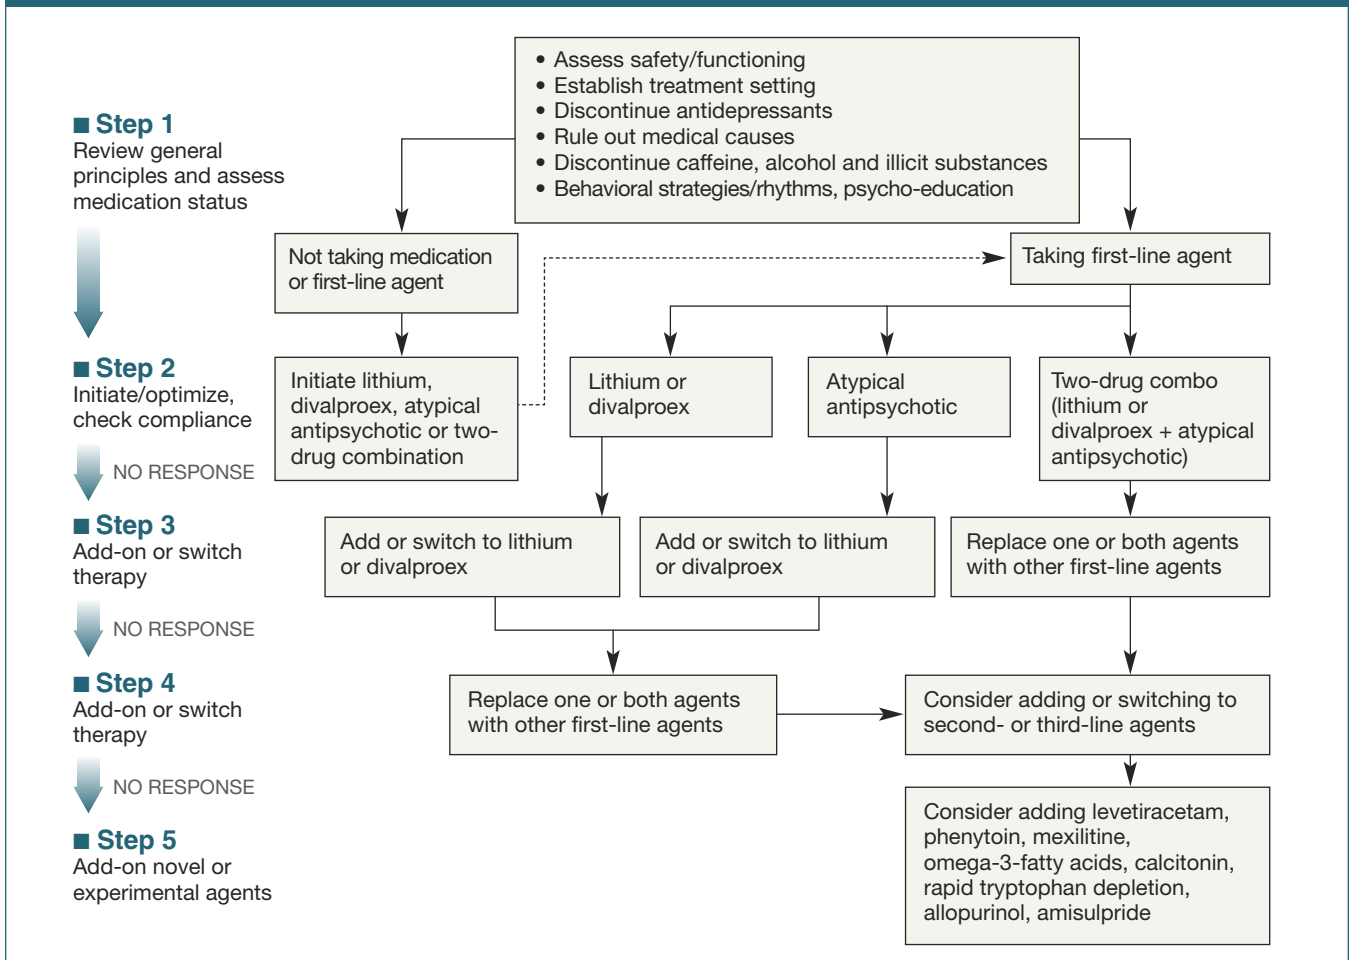 • Assess safety/functioning
• Establish treatment setting
• Discontinue antidepressants
• Rule out medical causes
• Discontinue caffeine, alcohol and illicit substances
• Behavioral strategies/rhythms, psycho-education
■ Step 1
Review general
principles and assess
medication status
Not taking medication
or first-line agent
Taking first-line agent
■ Step 2
Initiate/optimize,
check compliance
Initiate lithium,
divalproex, atypical
antipsychotic or two-
drug combination
Lithium or
divalproex
Atypical
antipsychotic
Two-drug combo
(lithium or
divalproex + atypical
antipsychotic)
NO RESPONSE
■ Step 3
Add-on or switch
therapy
Add or switch to lithium
or divalproex
Add or switch to lithium
or divalproex
Replace one or both agents
with other first-line agents
NO RESPONSE
■ Step 4
Add-on or switch
therapy
Replace one or both agents
with other first-line agents
Consider adding or switching to
second- or third-line agents
NO RESPONSE
■ Step 5
Add-on novel or
experimental agents
Consider adding levetiracetam,
phenytoin, mexilitine,
omega-3-fatty acids, calcitonin,
rapid tryptophan depletion,
allopurinol, amisulpride